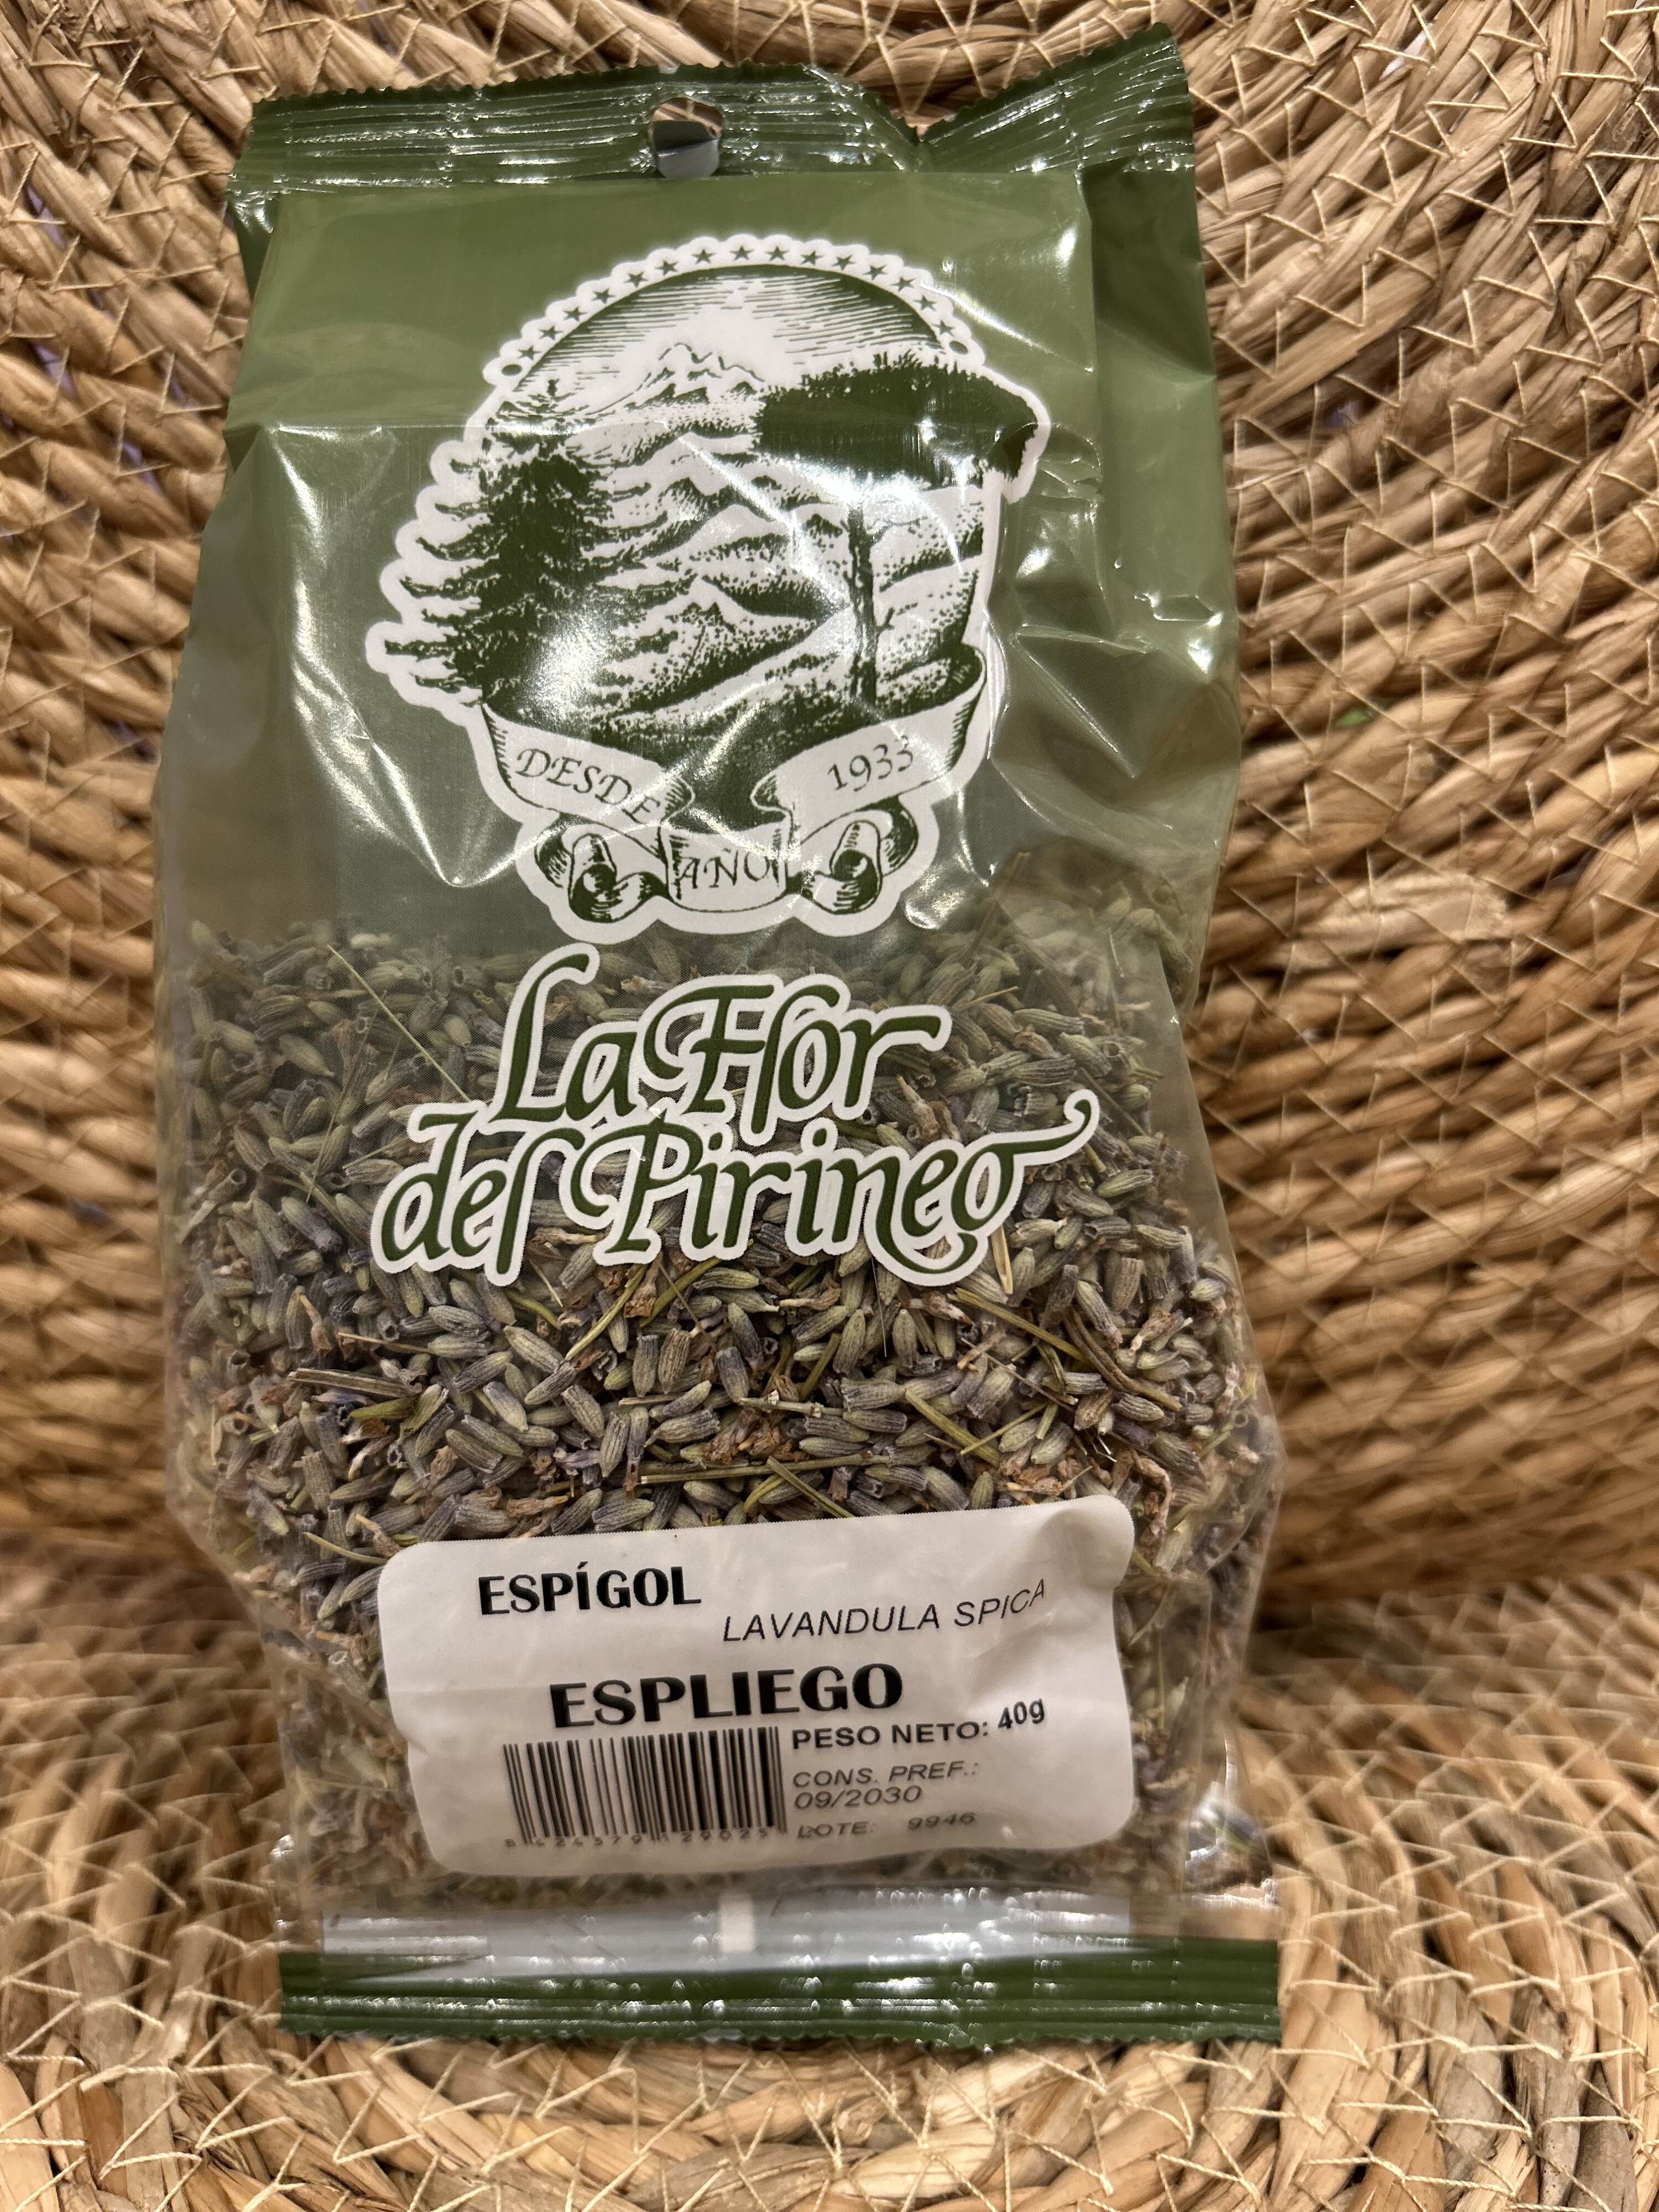 DESDE
AÑO
1933
La Flor
del Pirineo
ESPÍGOL
LAVANDULA SPICA
ESPLIEGO
PESO NETO: 40g
CONS. PREF.:
09/2030
LOTE: 9946